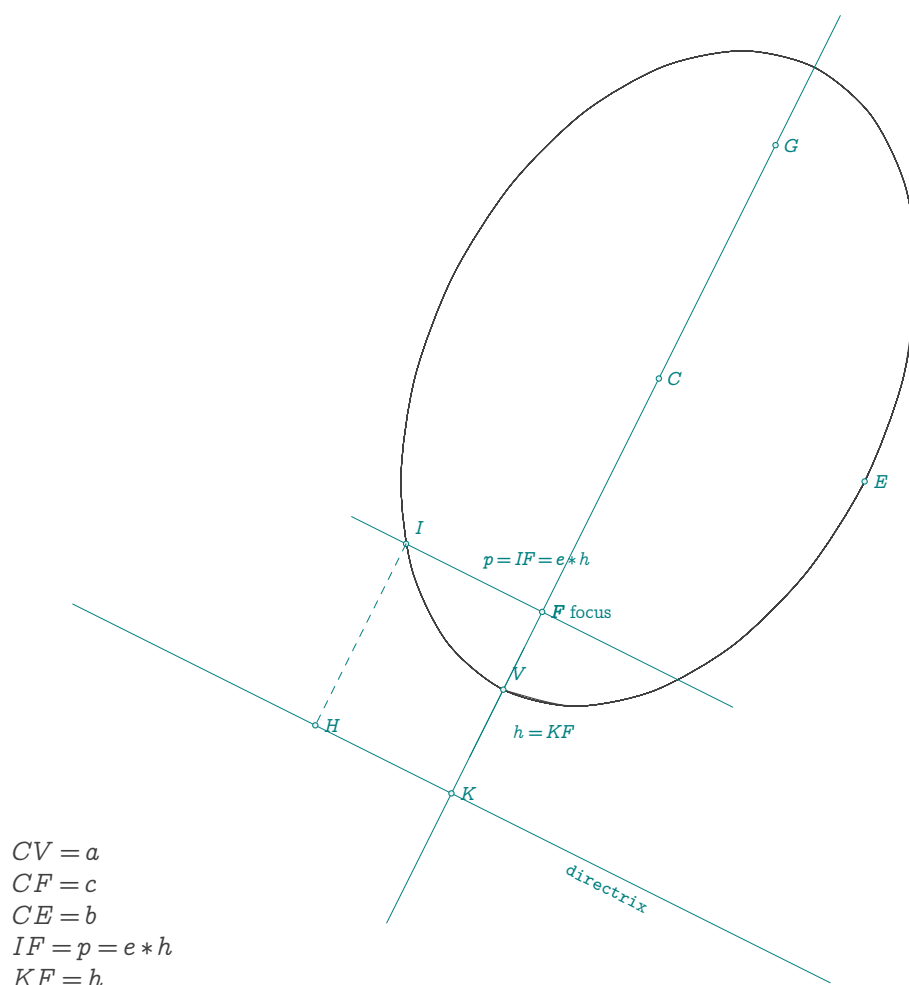 G
C
E
I
p = IF = e * h
F focus
V
h = KF
H
K
directrix
CV = a
CF = c
CE = b
IF = p = e * h
KF = h